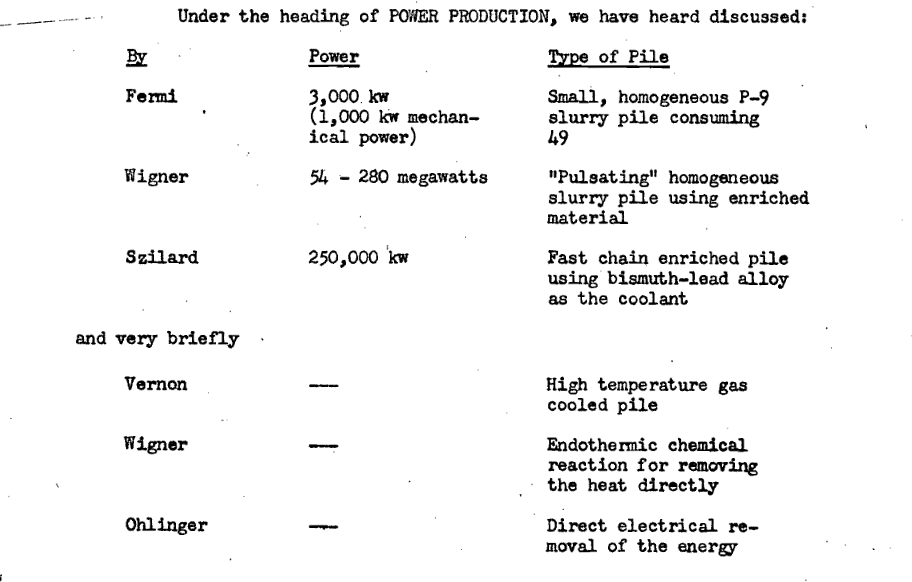 Under the heading of POWER PRODUCTION, we have heard discussed:
By Power Type of Pile
Fermi 3,000 kw Small, homogeneous P-9
(1,000 kw mechan- slurry pile consuming
ical power) 49
Wigner 54 - 280 megawatts "Pulsating" homogeneous
slurry pile using enriched
material
Szilard 250,000 kw Fast chain enriched pile
using bismuth-lead alloy
as the coolant
and very briefly
Vernon — High temperature gas
cooled pile
Wigner — Endothermic chemical
reaction for removing
the heat directly
Ohlinger — Direct electrical re-
moval of the energy